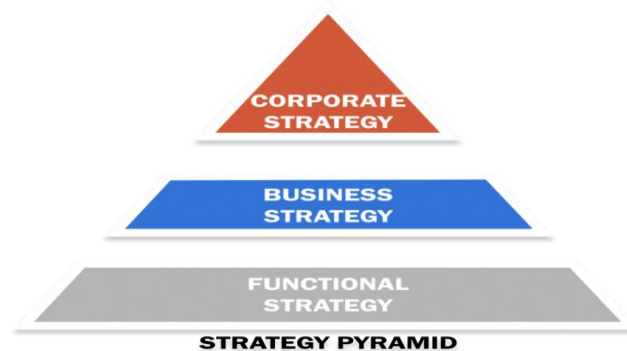 CORPORATE
STRATEGY
BUSINESS
STRATEGY
FUNCTIONAL
STRATEGY
STRATEGY PYRAMID